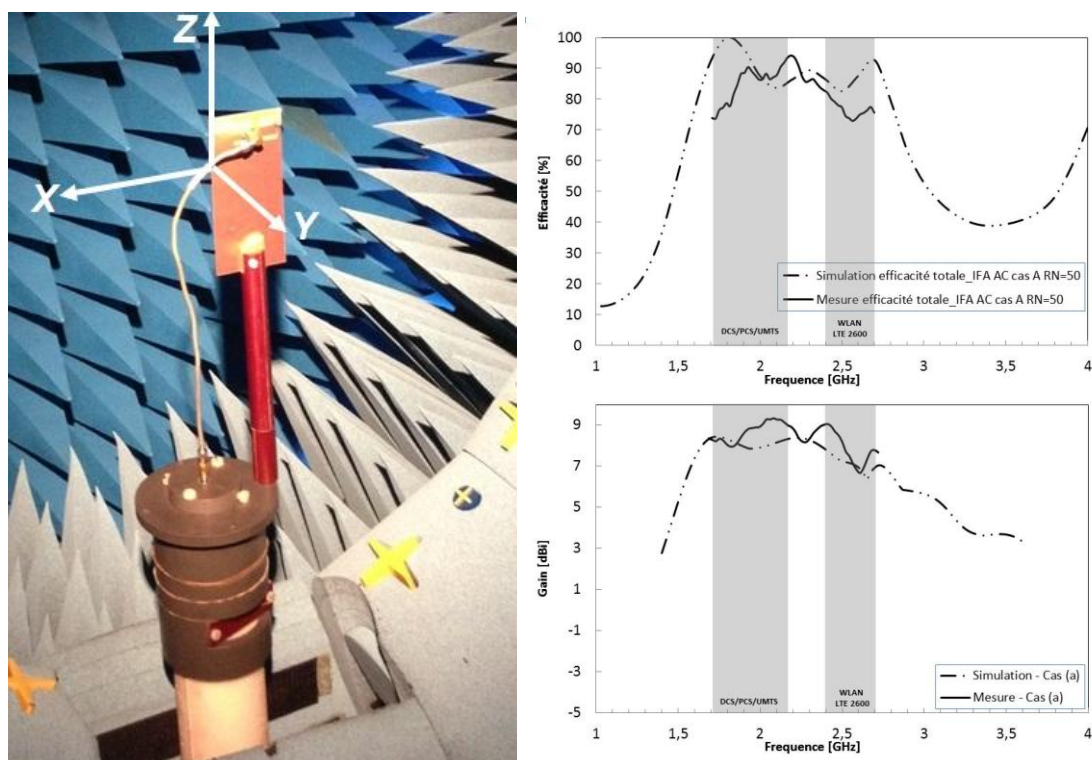 Z
X
Y
100
90
80
70
60
50
40
30
20
10
0
Efficacité [%]
Simulation efficacité totale_IFA AC cas A RN=50
Mesure efficacité totale_IFA AC cas A RN=50
DCS/PCS/UMTS
WLAN
LTE 2600
1 1,5 2 2,5 3 3,5 4
Frequence [GHz]
9
7
5
3
1
-1
-3
-5
Gain [dBi]
Simulation - Cas (a)
Mesure - Cas (a)
DCS/PCS/UMTS
WLAN
LTE 2600
1 1,5 2 2,5 3 3,5 4
Frequence [GHz]